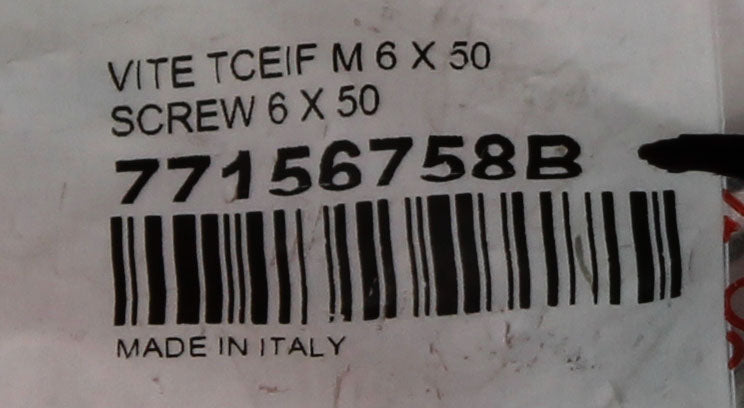 VITE TCEIF M 6 X 50
SCREW 6 X 50
77156758B
MADE IN ITALY